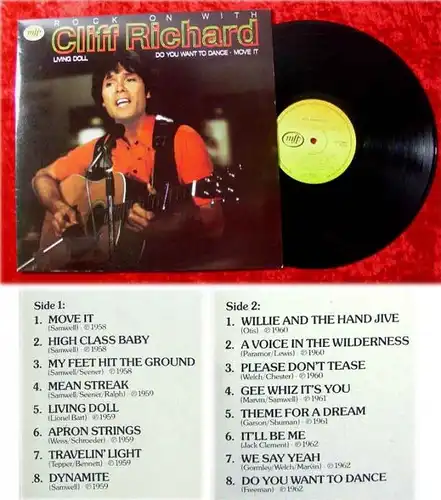 mfp
ROCK ON WITH
Cliff Richard
LIVING DOLL DO YOU WANT TO DANCE · MOVE IT
mfp
Side 1:
1. MOVE IT
(Samwell) · ℗ 1958
2. HIGH CLASS BABY
(Samwell) · ℗ 1958
3. MY FEET HIT THE GROUND
(Samwell/Seener) · ℗ 1958
4. MEAN STREAK
(Samwell/Seener/Ralph) · ℗ 1959
5. LIVING DOLL
(Lionel Bart) · ℗ 1959
6. APRON STRINGS
(Weiss/Schroeder) · ℗ 1959
7. TRAVELIN' LIGHT
(Tepper/Bennett) · ℗ 1959
8. DYNAMITE
(Samwell) · ℗ 1959
Side 2:
1. WILLIE AND THE HAND JIVE
(Otis) · ℗ 1960
2. A VOICE IN THE WILDERNESS
(Paramor/Lewis) · ℗ 1960
3. PLEASE DON'T TEASE
(Welch/Chester) · ℗ 1960
4. GEE WHIZ IT'S YOU
(Marvin/Samwell) · ℗ 1961
5. THEME FOR A DREAM
(Garson/Shuman) · ℗ 1961
6. IT'LL BE ME
(Jack Clement) · ℗ 1962
7. WE SAY YEAH
(Gormley/Welch/Marvin) · ℗ 1962
8. DO YOU WANT TO DANCE
(Freeman) · ℗ 1962